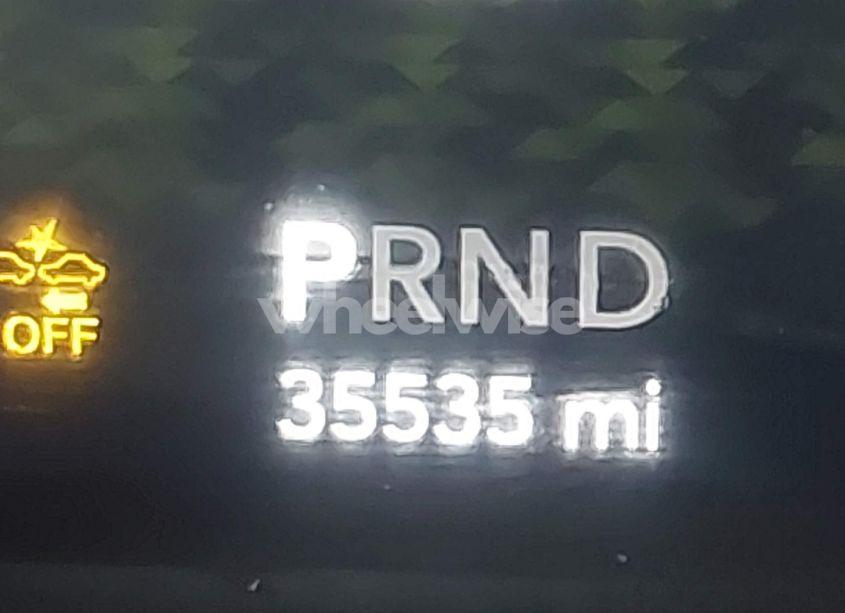 PRND
wheelwise
OFF
35535 mi